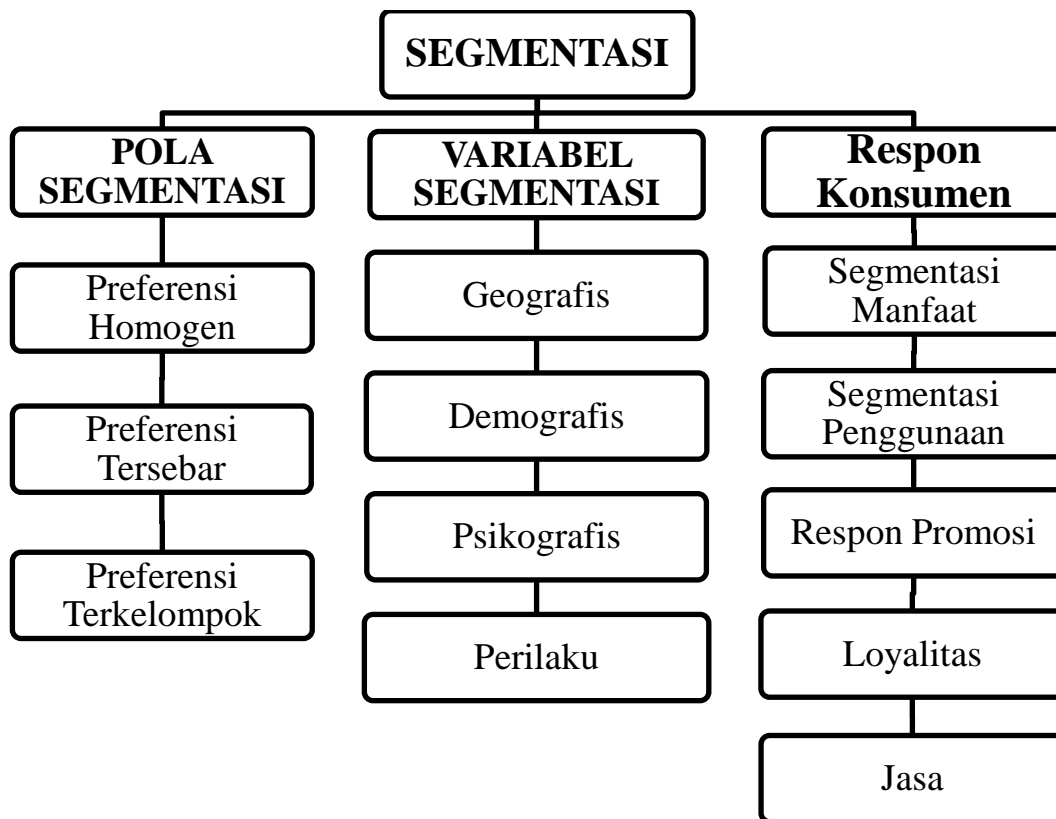 SEGMENTASI
POLA
SEGMENTASI
Preferensi
Homogen
Preferensi
Tersebar
Preferensi
Terkelompok
VARIABEL
SEGMENTASI
Geografis
Demografis
Psikografis
Perilaku
Respon
Konsumen
Segmentasi
Manfaat
Segmentasi
Penggunaan
Respon Promosi
Loyalitas
Jasa